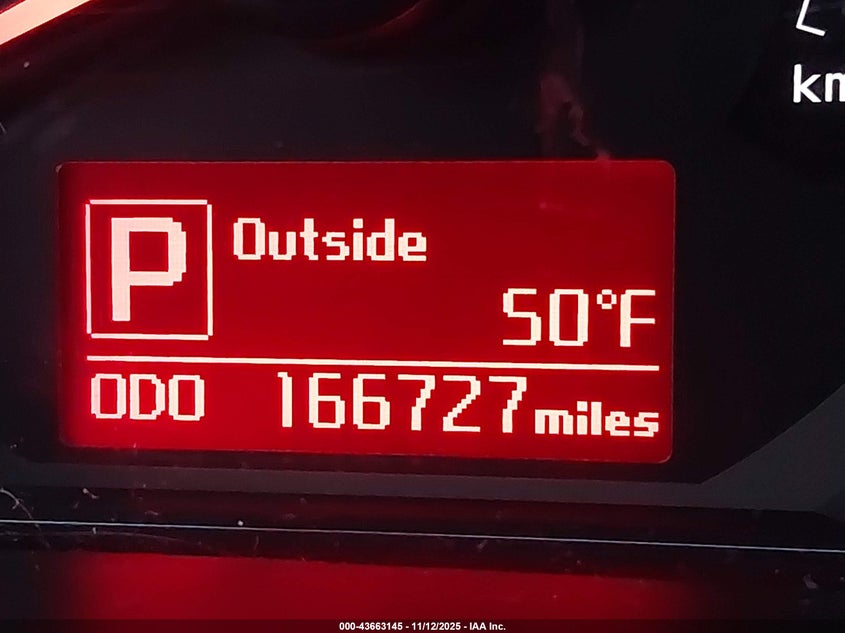 km
P
Outside
50°F
ODO 166727 miles
000-43663145 - 11/12/2025 - IAA Inc.